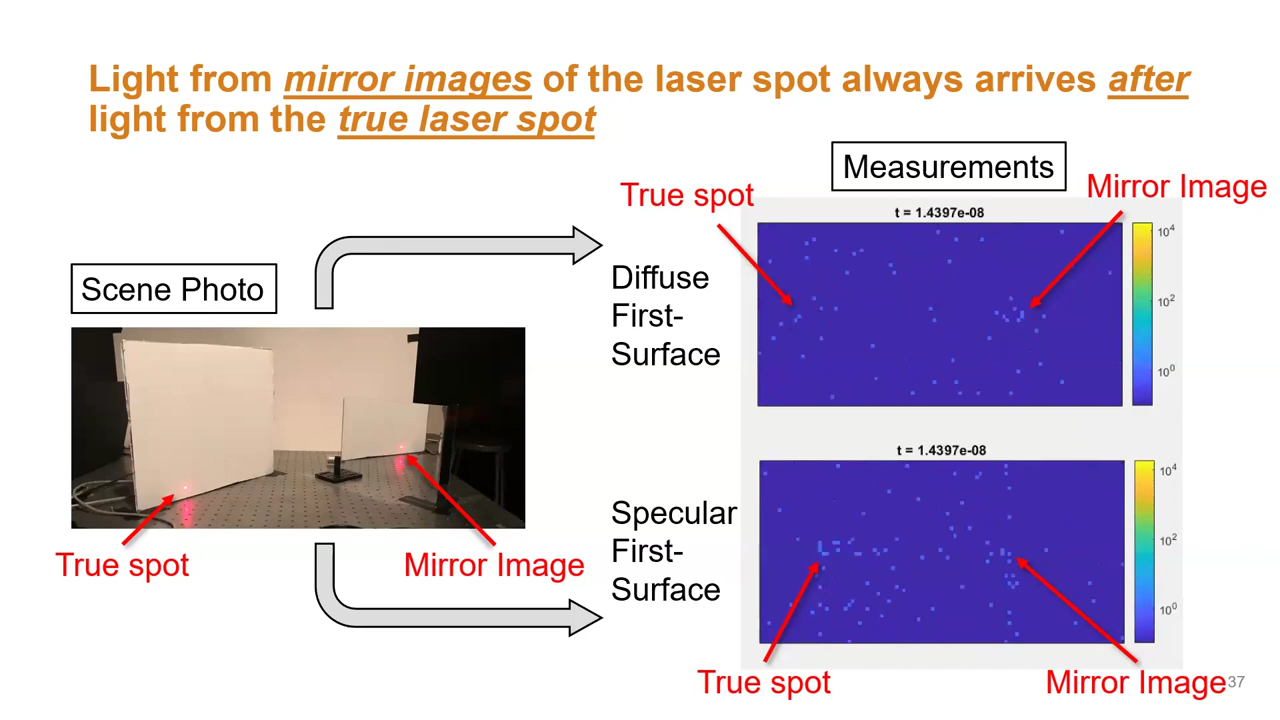 Light from mirror images of the laser spot always arrives after
light from the true laser spot
Measurements
True spot
Mirror Image
t = 1.4397e-08
10⁴
10²
10⁰
Diffuse
First-
Surface
Scene Photo
True spot
Mirror Image
t = 1.4397e-08
10⁴
10²
10⁰
Specular
First-
Surface
True spot
Mirror Image
37